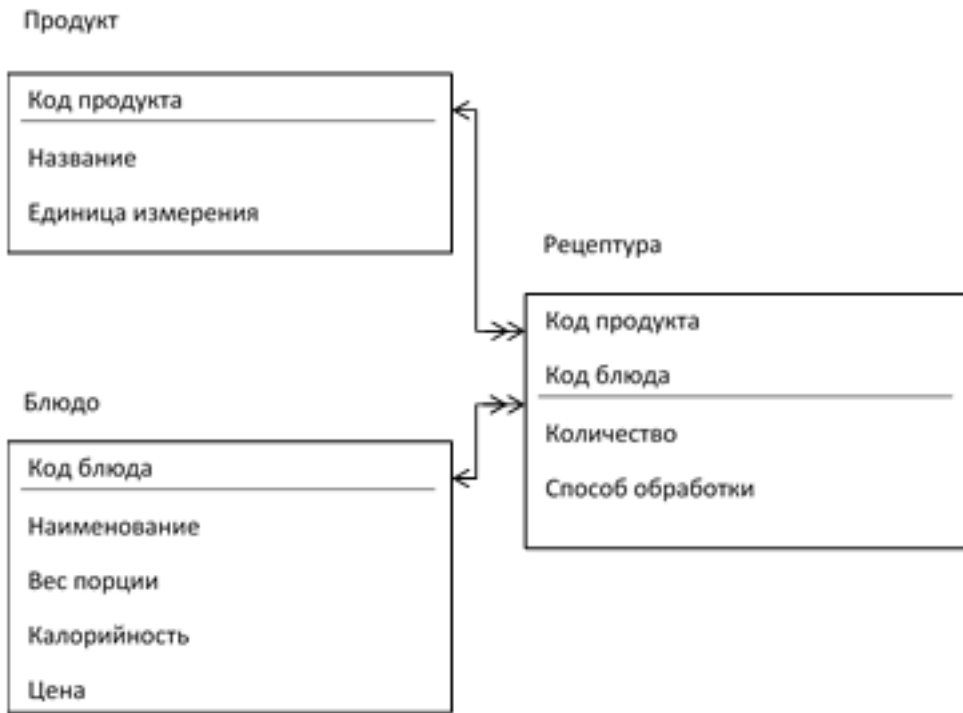 Продукт
Код продукта
Название
Единица измерения
Рецептура
Код продукта
Код блюда
Количество
Способ обработки
Блюдо
Код блюда
Наименование
Вес порции
Калорийность
Цена